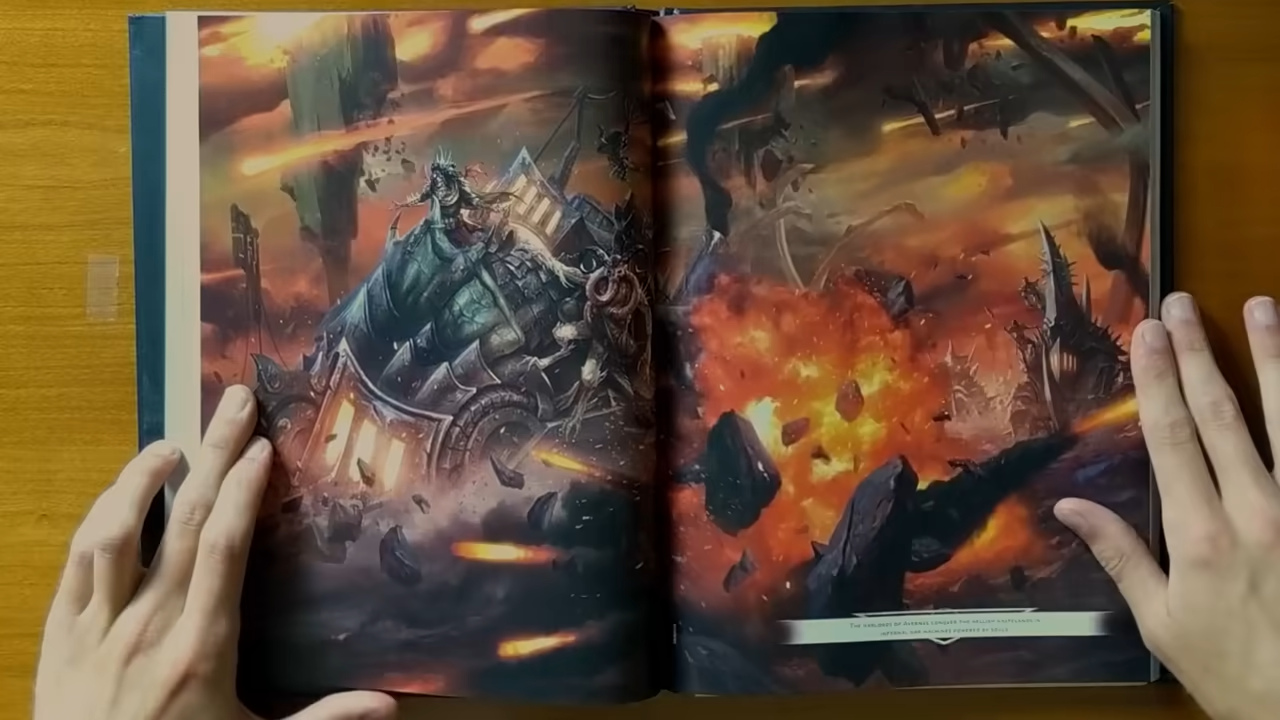 The warlords of Avernus conquer the hellish wastelands in
infernal war machines powered by souls